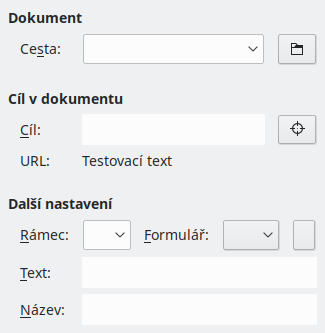 Dokument
Cesta:
Cíl v dokumentu
Cíl:
URL: Testovací text
Další nastavení
Rámec: Formulář:
Text:
Název: